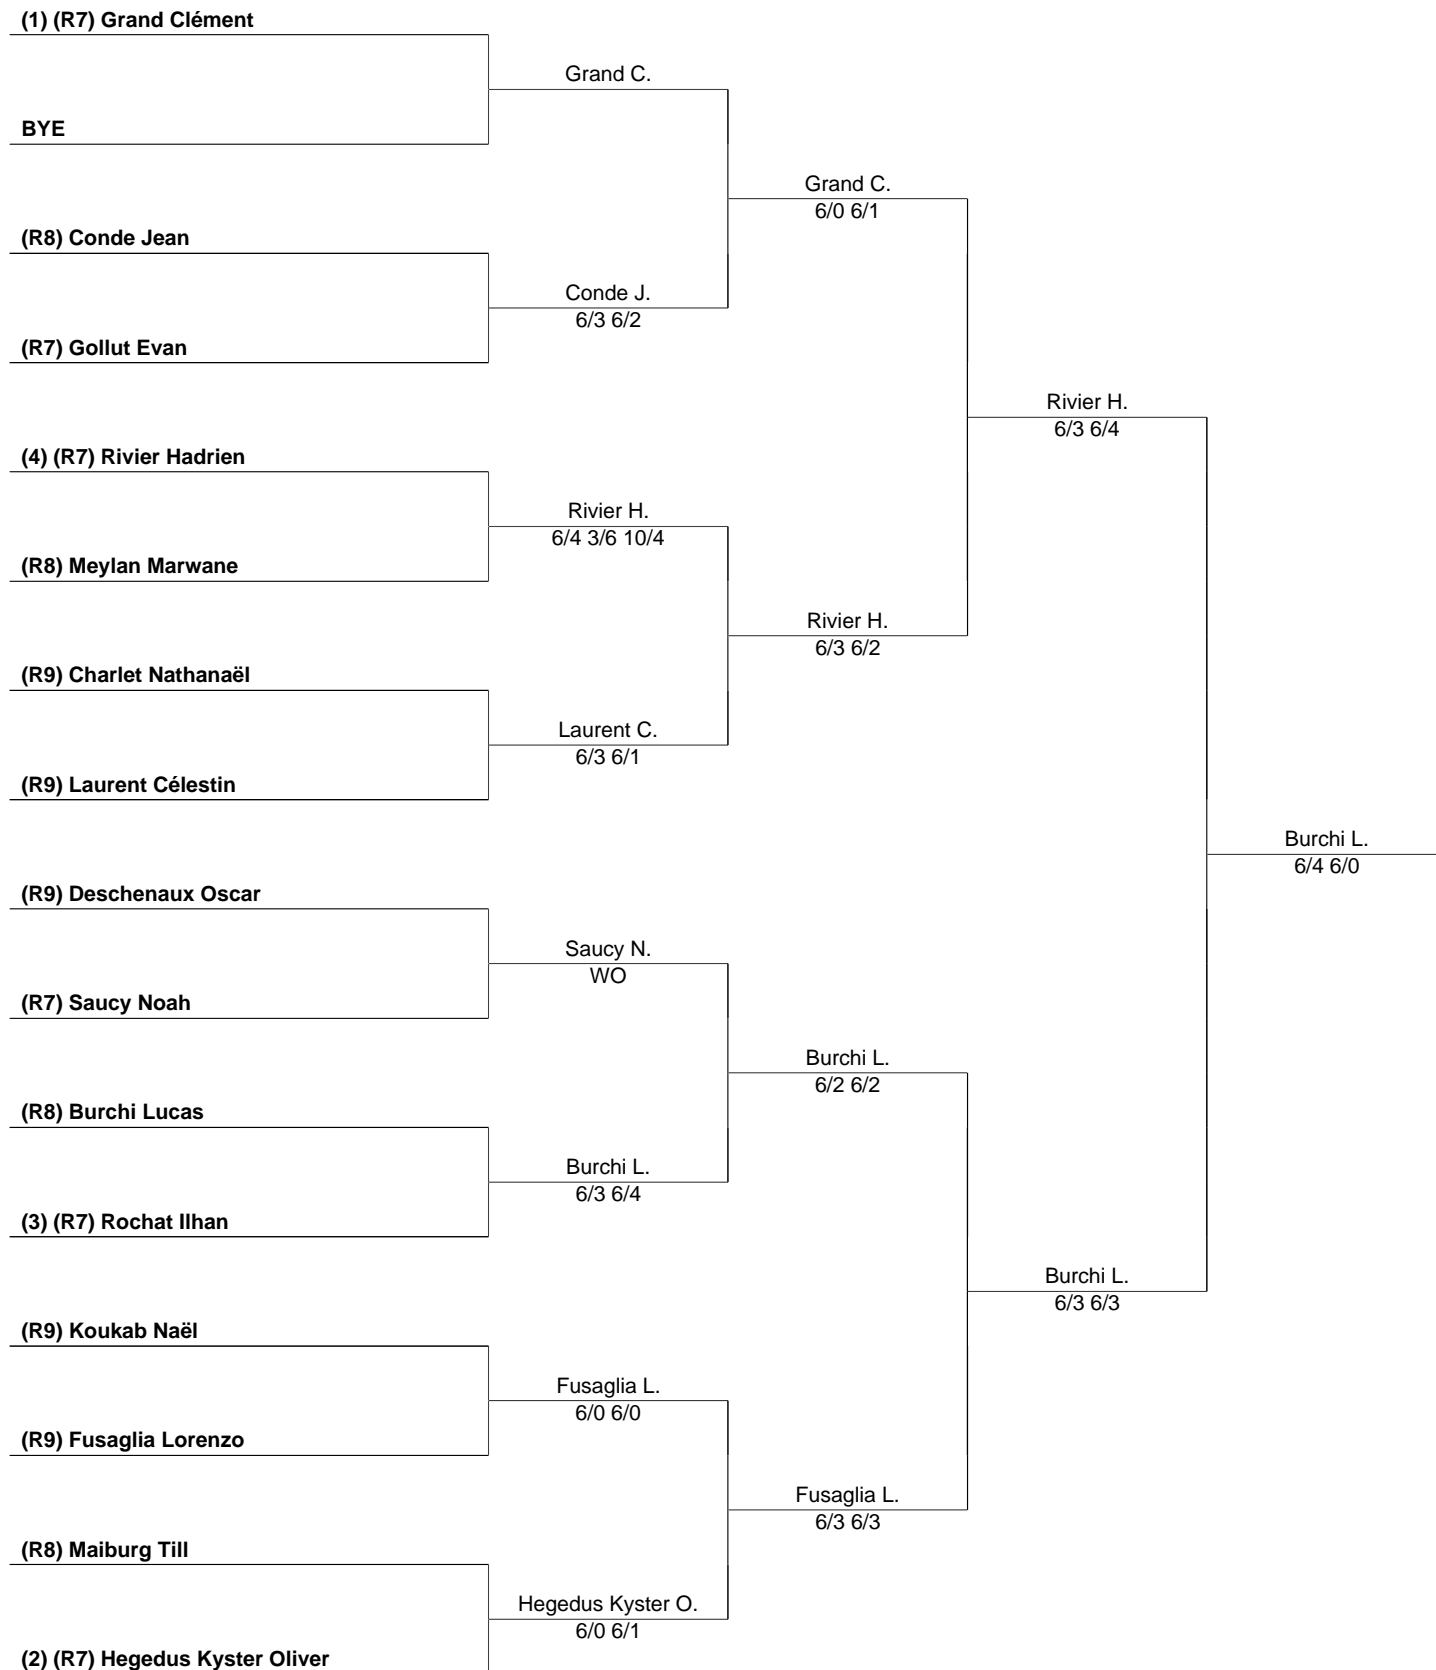 (1) (R7) Grand Clément
Grand C.
BYE
Grand C.
6/0 6/1
(R8) Conde Jean
Conde J.
6/3 6/2
(R7) Gollut Evan
Rivier H.
6/3 6/4
(4) (R7) Rivier Hadrien
Rivier H.
6/4 3/6 10/4
(R8) Meylan Marwane
Rivier H.
6/3 6/2
(R9) Charlet Nathanaël
Laurent C.
6/3 6/1
(R9) Laurent Célestin
Burchi L.
6/4 6/0
(R9) Deschenaux Oscar
Saucy N.
WO
(R7) Saucy Noah
Burchi L.
6/2 6/2
(R8) Burchi Lucas
Burchi L.
6/3 6/4
(3) (R7) Rochat Ilhan
Burchi L.
6/3 6/3
(R9) Koukab Naël
Fusaglia L.
6/0 6/0
(R9) Fusaglia Lorenzo
Fusaglia L.
6/3 6/3
(R8) Maiburg Till
Hegedus Kyster O.
6/0 6/1
(2) (R7) Hegedus Kyster Oliver